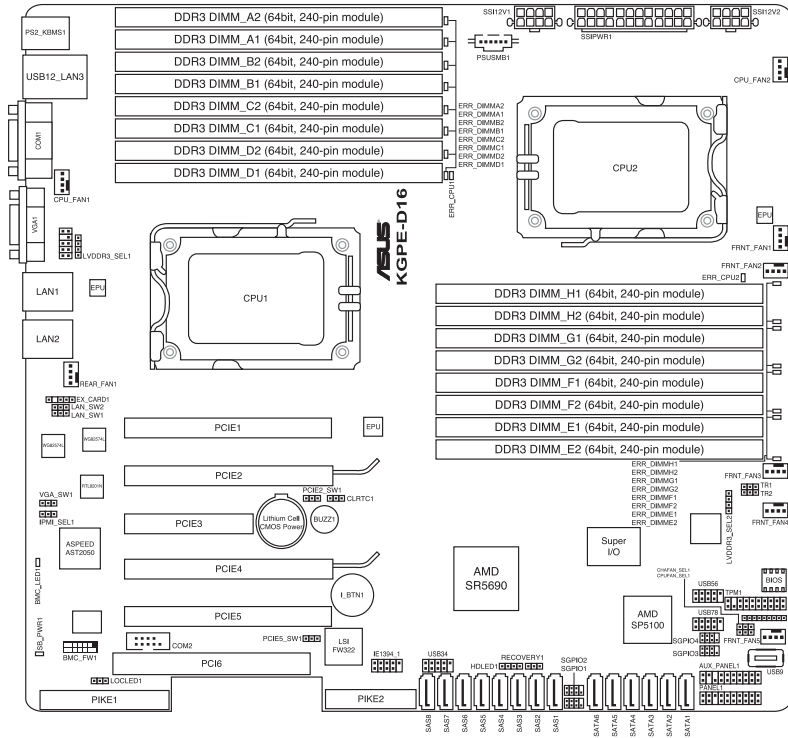 PS2_KBMS1
USB12_LAN3
COM1
CPU_FAN1
VGA1
LVDDR3_SEL1
LAN1
EPU
LAN2
REAR_FAN1
DDR3 DIMM_A2 (64bit, 240-pin module)
DDR3 DIMM_A1 (64bit, 240-pin module)
DDR3 DIMM_B2 (64bit, 240-pin module)
DDR3 DIMM_B1 (64bit, 240-pin module)
DDR3 DIMM_C2 (64bit, 240-pin module)
DDR3 DIMM_C1 (64bit, 240-pin module)
DDR3 DIMM_D2 (64bit, 240-pin module)
DDR3 DIMM_D1 (64bit, 240-pin module)
ERR_DIMMA2
ERR_DIMMA1
ERR_DIMMB2
ERR_DIMMB1
ERR_DIMMC2
ERR_DIMMC1
ERR_DIMMD2
ERR_DIMMD1
ERR_CPU1
SSI12V1
SSIPWR1
SSI12V2
PSUSMB1
CPU_FAN2
CPU2
EPU
FRNT_FAN1
FRNT_FAN2
ERR_CPU2
ASUS
KGPE-D16
CPU1
DDR3 DIMM_H1 (64bit, 240-pin module)
DDR3 DIMM_H2 (64bit, 240-pin module)
DDR3 DIMM_G1 (64bit, 240-pin module)
DDR3 DIMM_G2 (64bit, 240-pin module)
DDR3 DIMM_F1 (64bit, 240-pin module)
DDR3 DIMM_F2 (64bit, 240-pin module)
DDR3 DIMM_E1 (64bit, 240-pin module)
DDR3 DIMM_E2 (64bit, 240-pin module)
ERR_DIMMH1
ERR_DIMMH2
ERR_DIMMG1
ERR_DIMMG2
ERR_DIMMF1
ERR_DIMMF2
ERR_DIMME1
ERR_DIMME2
FRNT_FAN3
TR1
TR2
FRNT_FAN4
LVDDR3_SEL2
EX_CARD1
LAN_SW2
LAN_SW1
WG82574L
WG82574L
RTL8201N
VGA_SW1
IPMI_SEL1
ASPEED
AST2050
BMC_LED1
SB_PWR1
BMC_FW1
PCIE1
EPU
PCIE2
PCIE2_SW1
CLRTC1
PCIE3
Lithium Cell
CMOS Power
BUZZ1
PCIE4
I_BTN1
PCIE5
COM2
PCIE5_SW1
LSI
FW322
PCI6
LOCLED1
PIKE1
PIKE2
AMD
SR5690
Super
I/O
AMD
SP5100
CHAFAN_SEL1
CPUFAN_SEL1
BIOS
USB56
TPM1
USB78
SGPIO4
SGPIO3
FRNT_FAN5
AUX_PANEL1
USB9
PANEL1
IE1394_1
USB34
HDLED1
RECOVERY1
SGPIO2
SGPIO1
SAS8
SAS7
SAS6
SAS5
SAS4
SAS3
SAS2
SAS1
SATA6
SATA5
SATA4
SATA3
SATA2
SATA1